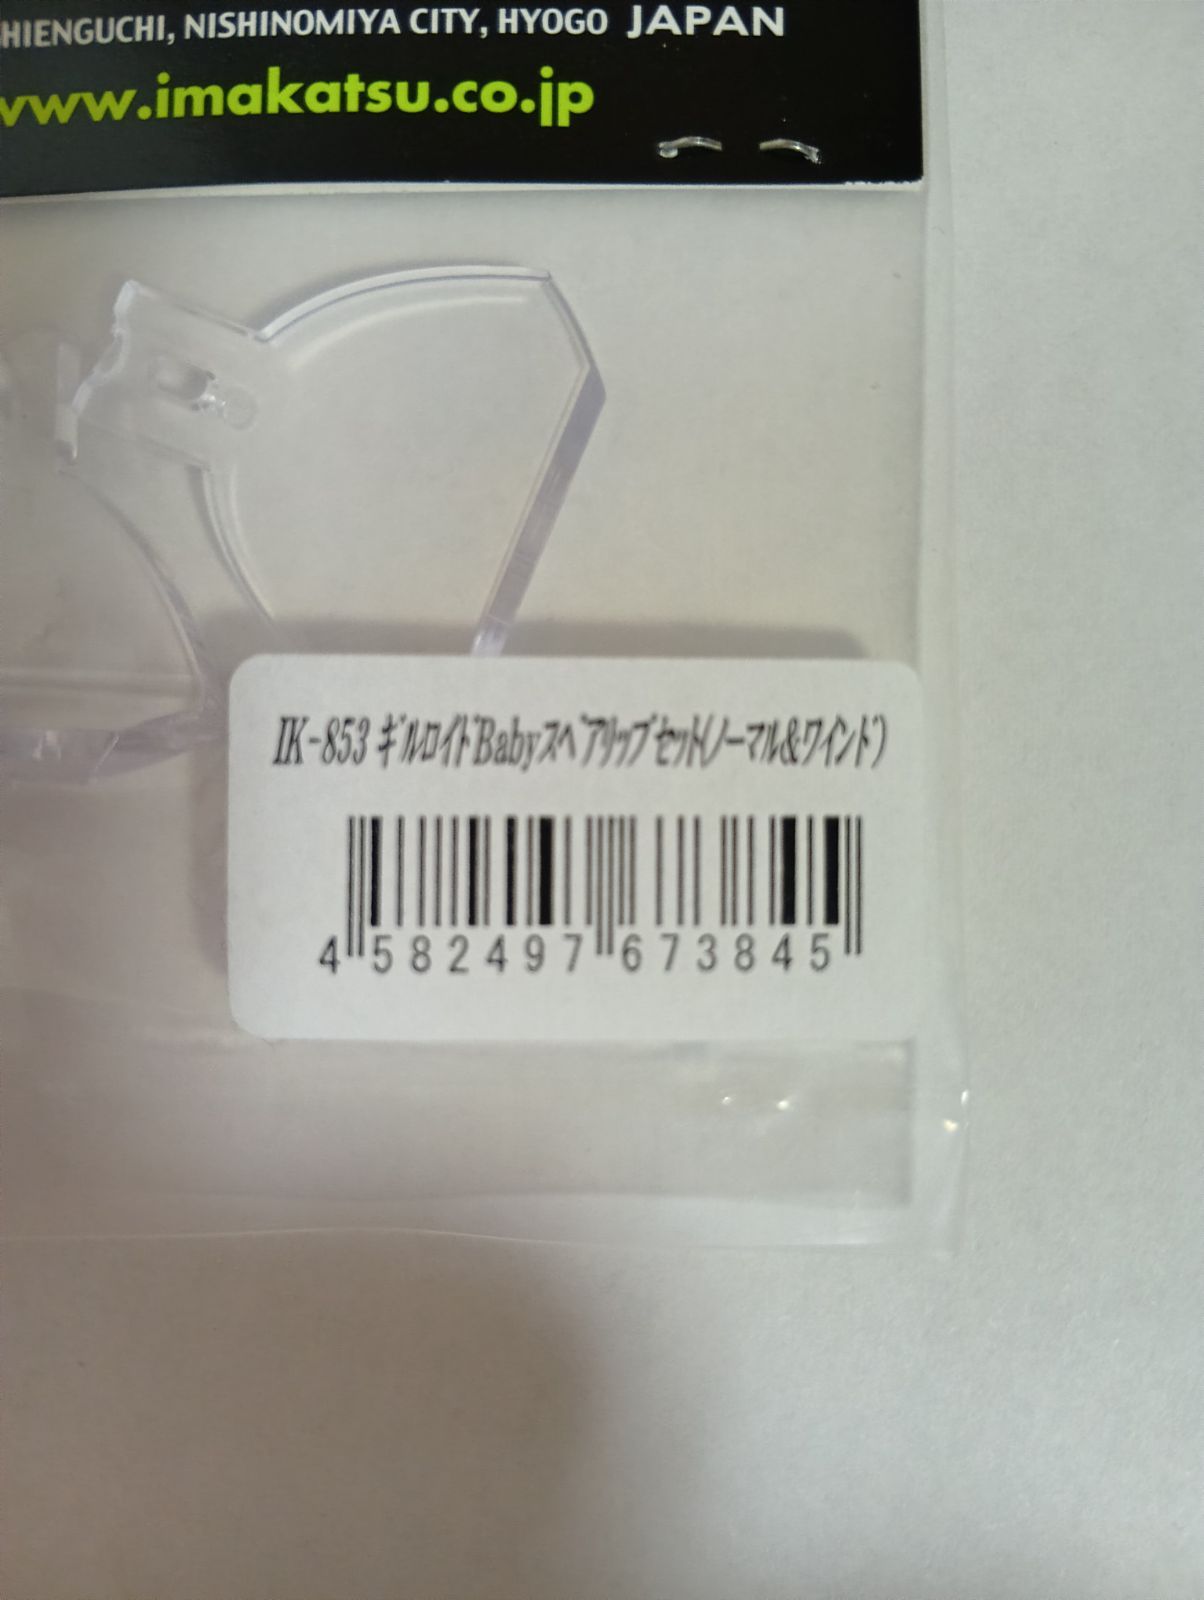 HIENGUCHI, NISHINOMIYA CITY, HYOGO JAPAN
www.imakatsu.co.jp
IK-853 ｷﾞﾙﾛｲﾄﾞBabyｽﾍﾟｱﾘｯﾌﾟｾｯﾄ(ﾉｰﾏﾙ&ﾜｲﾝﾄﾞ)
4 582497 673845